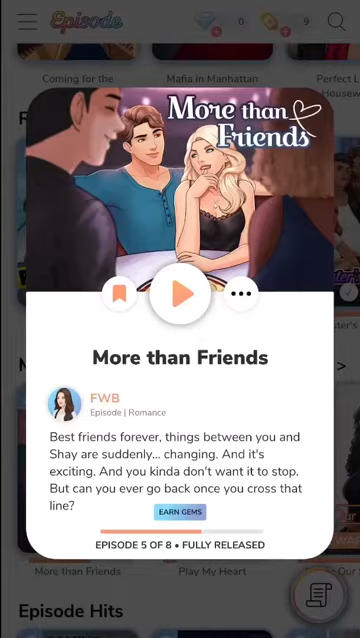 Episode
0
9
Coming for the
Mafia in Manhattan
Perfect L
Housew
More than
Friends
More than Friends
FWB
Episode | Romance
Best friends forever, things between you and
Shay are suddenly... changing. And it's
exciting. And you kinda don't want it to stop.
But can you ever go back once you cross that
line?
EARN GEMS
EPISODE 5 OF 8 • FULLY RELEASED
More than Friends
Play My Heart
Episode Hits